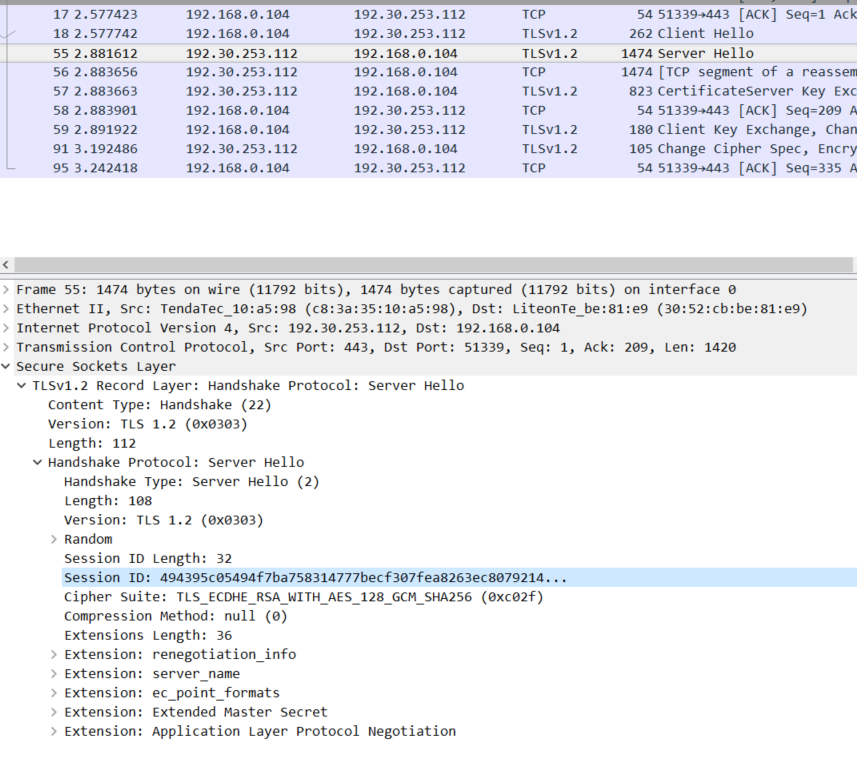 17 2.577423 192.168.0.104 192.30.253.112 TCP 54 51339→443 [ACK] Seq=1 Ack
18 2.577742 192.168.0.104 192.30.253.112 TLSv1.2 262 Client Hello
55 2.881612 192.30.253.112 192.168.0.104 TLSv1.2 1474 Server Hello
56 2.883656 192.30.253.112 192.168.0.104 TCP 1474 [TCP segment of a reassem
57 2.883663 192.30.253.112 192.168.0.104 TLSv1.2 823 CertificateServer Key Exc
58 2.883901 192.168.0.104 192.30.253.112 TCP 54 51339→443 [ACK] Seq=209 A
59 2.891922 192.168.0.104 192.30.253.112 TLSv1.2 180 Client Key Exchange, Chan
91 3.192486 192.30.253.112 192.168.0.104 TLSv1.2 105 Change Cipher Spec, Encry
95 3.242418 192.168.0.104 192.30.253.112 TCP 54 51339→443 [ACK] Seq=335 A
Frame 55: 1474 bytes on wire (11792 bits), 1474 bytes captured (11792 bits) on interface 0
Ethernet II, Src: TendaTec_10:a5:98 (c8:3a:35:10:a5:98), Dst: LiteonTe_be:81:e9 (30:52:cb:be:81:e9)
Internet Protocol Version 4, Src: 192.30.253.112, Dst: 192.168.0.104
Transmission Control Protocol, Src Port: 443, Dst Port: 51339, Seq: 1, Ack: 209, Len: 1420
Secure Sockets Layer
TLSv1.2 Record Layer: Handshake Protocol: Server Hello
Content Type: Handshake (22)
Version: TLS 1.2 (0x0303)
Length: 112
Handshake Protocol: Server Hello
Handshake Type: Server Hello (2)
Length: 108
Version: TLS 1.2 (0x0303)
Random
Session ID Length: 32
Session ID: 494395c05494f7ba758314777becf307fea8263ec8079214...
Cipher Suite: TLS_ECDHE_RSA_WITH_AES_128_GCM_SHA256 (0xc02f)
Compression Method: null (0)
Extensions Length: 36
Extension: renegotiation_info
Extension: server_name
Extension: ec_point_formats
Extension: Extended Master Secret
Extension: Application Layer Protocol Negotiation